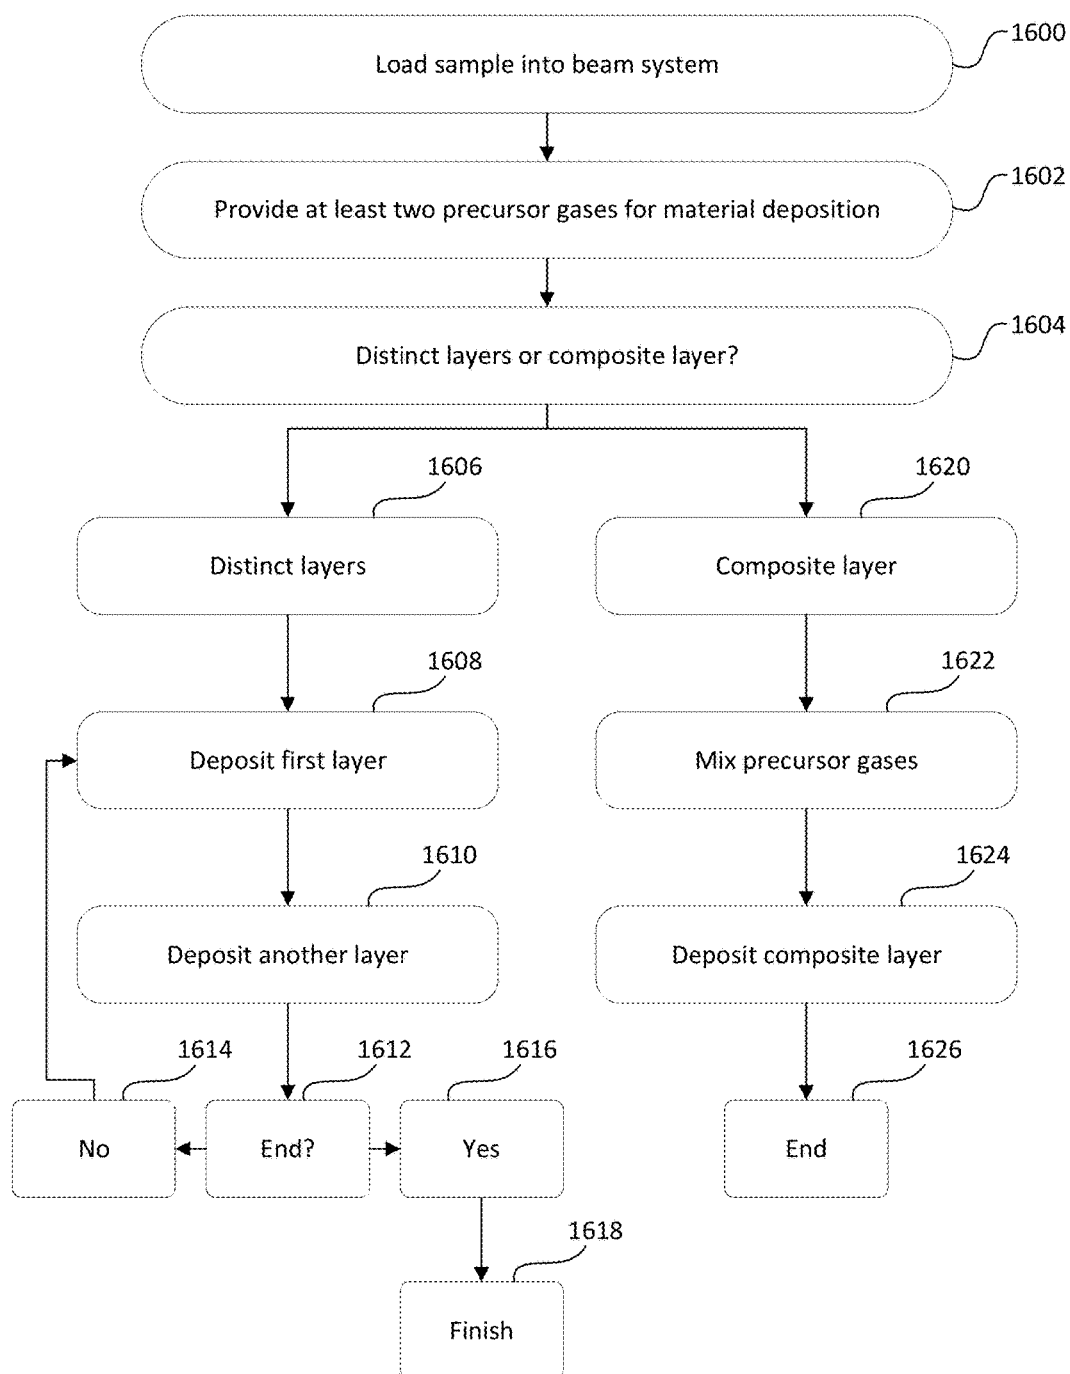 1600
Load sample into beam system
1602
Provide at least two precursor gases for material deposition
1604
Distinct layers or composite layer?
1606
1620
Distinct layers
Composite layer
1608
1622
Deposit first layer
Mix precursor gases
1610
1624
Deposit another layer
Deposit composite layer
1614
1612
1616
1626
No
End?
Yes
End
1618
Finish